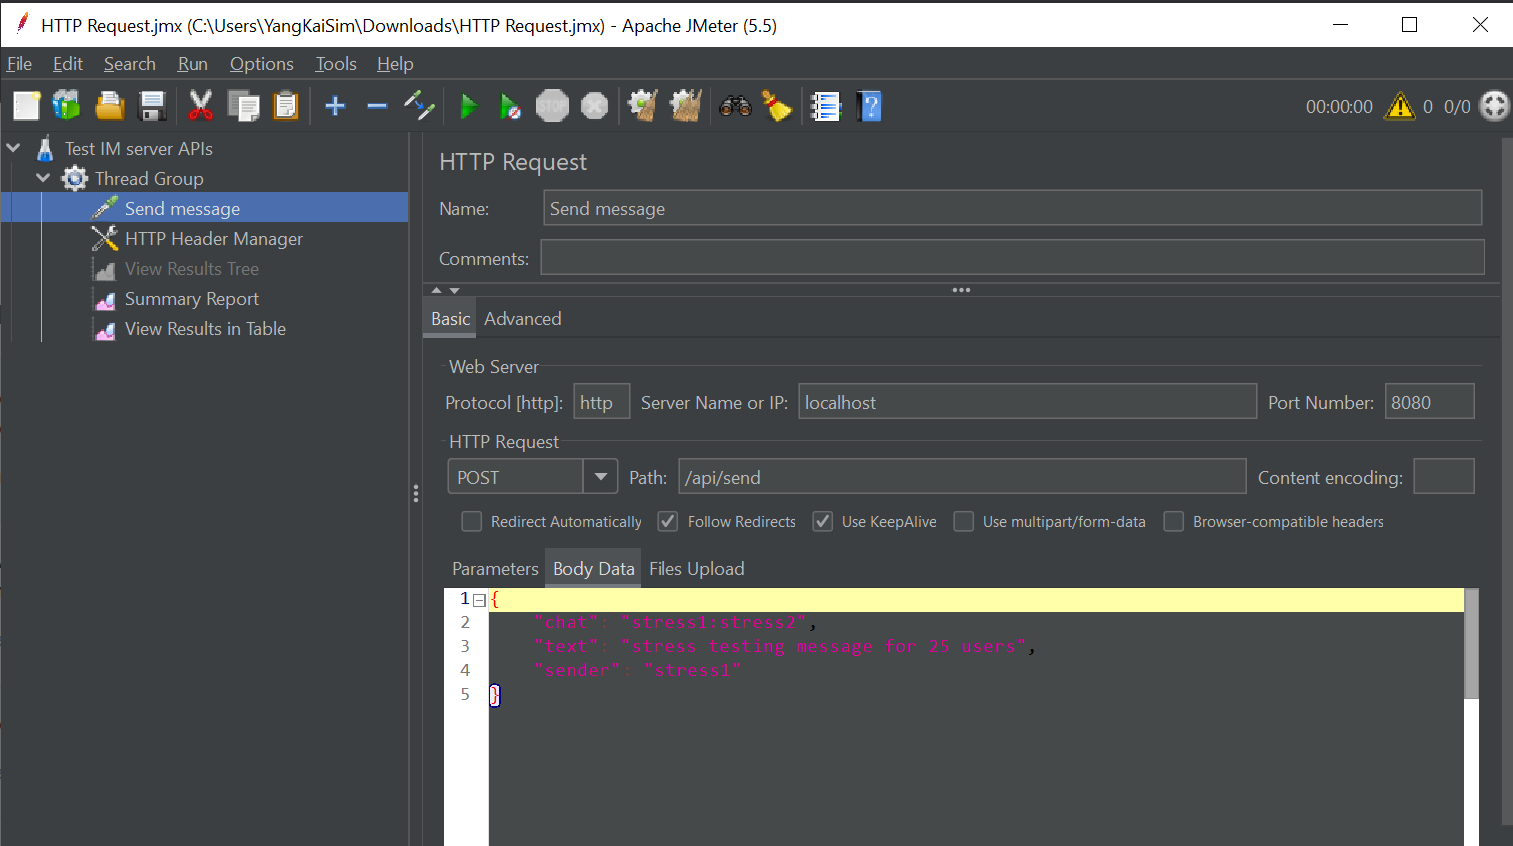 HTTP Request.jmx (C:\Users\YangKaiSim\Downloads\HTTP Request.jmx) - Apache JMeter (5.5)
File Edit Search Run Options Tools Help
STOP 00:00:00 0 0/0
Test IM server APIs
Thread Group
Send message
HTTP Header Manager
View Results Tree
Summary Report
View Results in Table
HTTP Request
Name: Send message
Comments:
Basic Advanced
Web Server
Protocol [http]: http Server Name or IP: localhost Port Number: 8080
HTTP Request
POST Path: /api/send Content encoding:
Redirect Automatically Follow Redirects Use KeepAlive Use multipart/form-data Browser-compatible headers
Parameters Body Data Files Upload
1 {
2 "chat": "stress1:stress2",
3 "text": "stress testing message for 25 users",
4 "sender": "stress1"
5 }